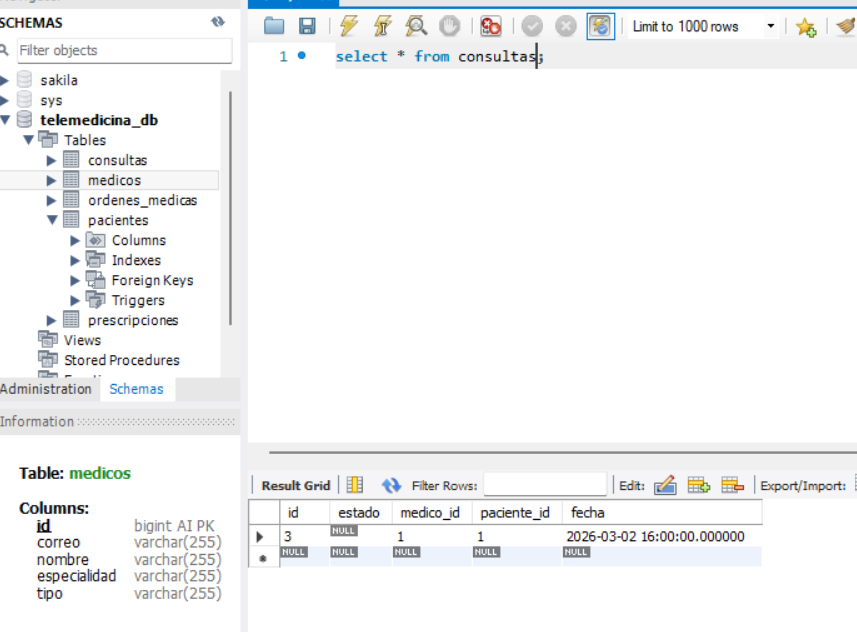 SCHEMAS
Filter objects
sakila
sys
telemedicina_db
Tables
consultas
medicos
ordenes_medicas
pacientes
Columns
Indexes
Foreign Keys
Triggers
prescripciones
Views
Stored Procedures
Administration Schemas
Information
Table: medicos
Columns:
id bigint AI PK
correo varchar(255)
nombre varchar(255)
especialidad varchar(255)
tipo varchar(255)
Limit to 1000 rows
1 select * from consultas;
Result Grid Filter Rows: Edit: Export/Import:
id estado medico_id paciente_id fecha
3 NULL 1 1 2026-03-02 16:00:00.000000
NULL NULL NULL NULL NULL